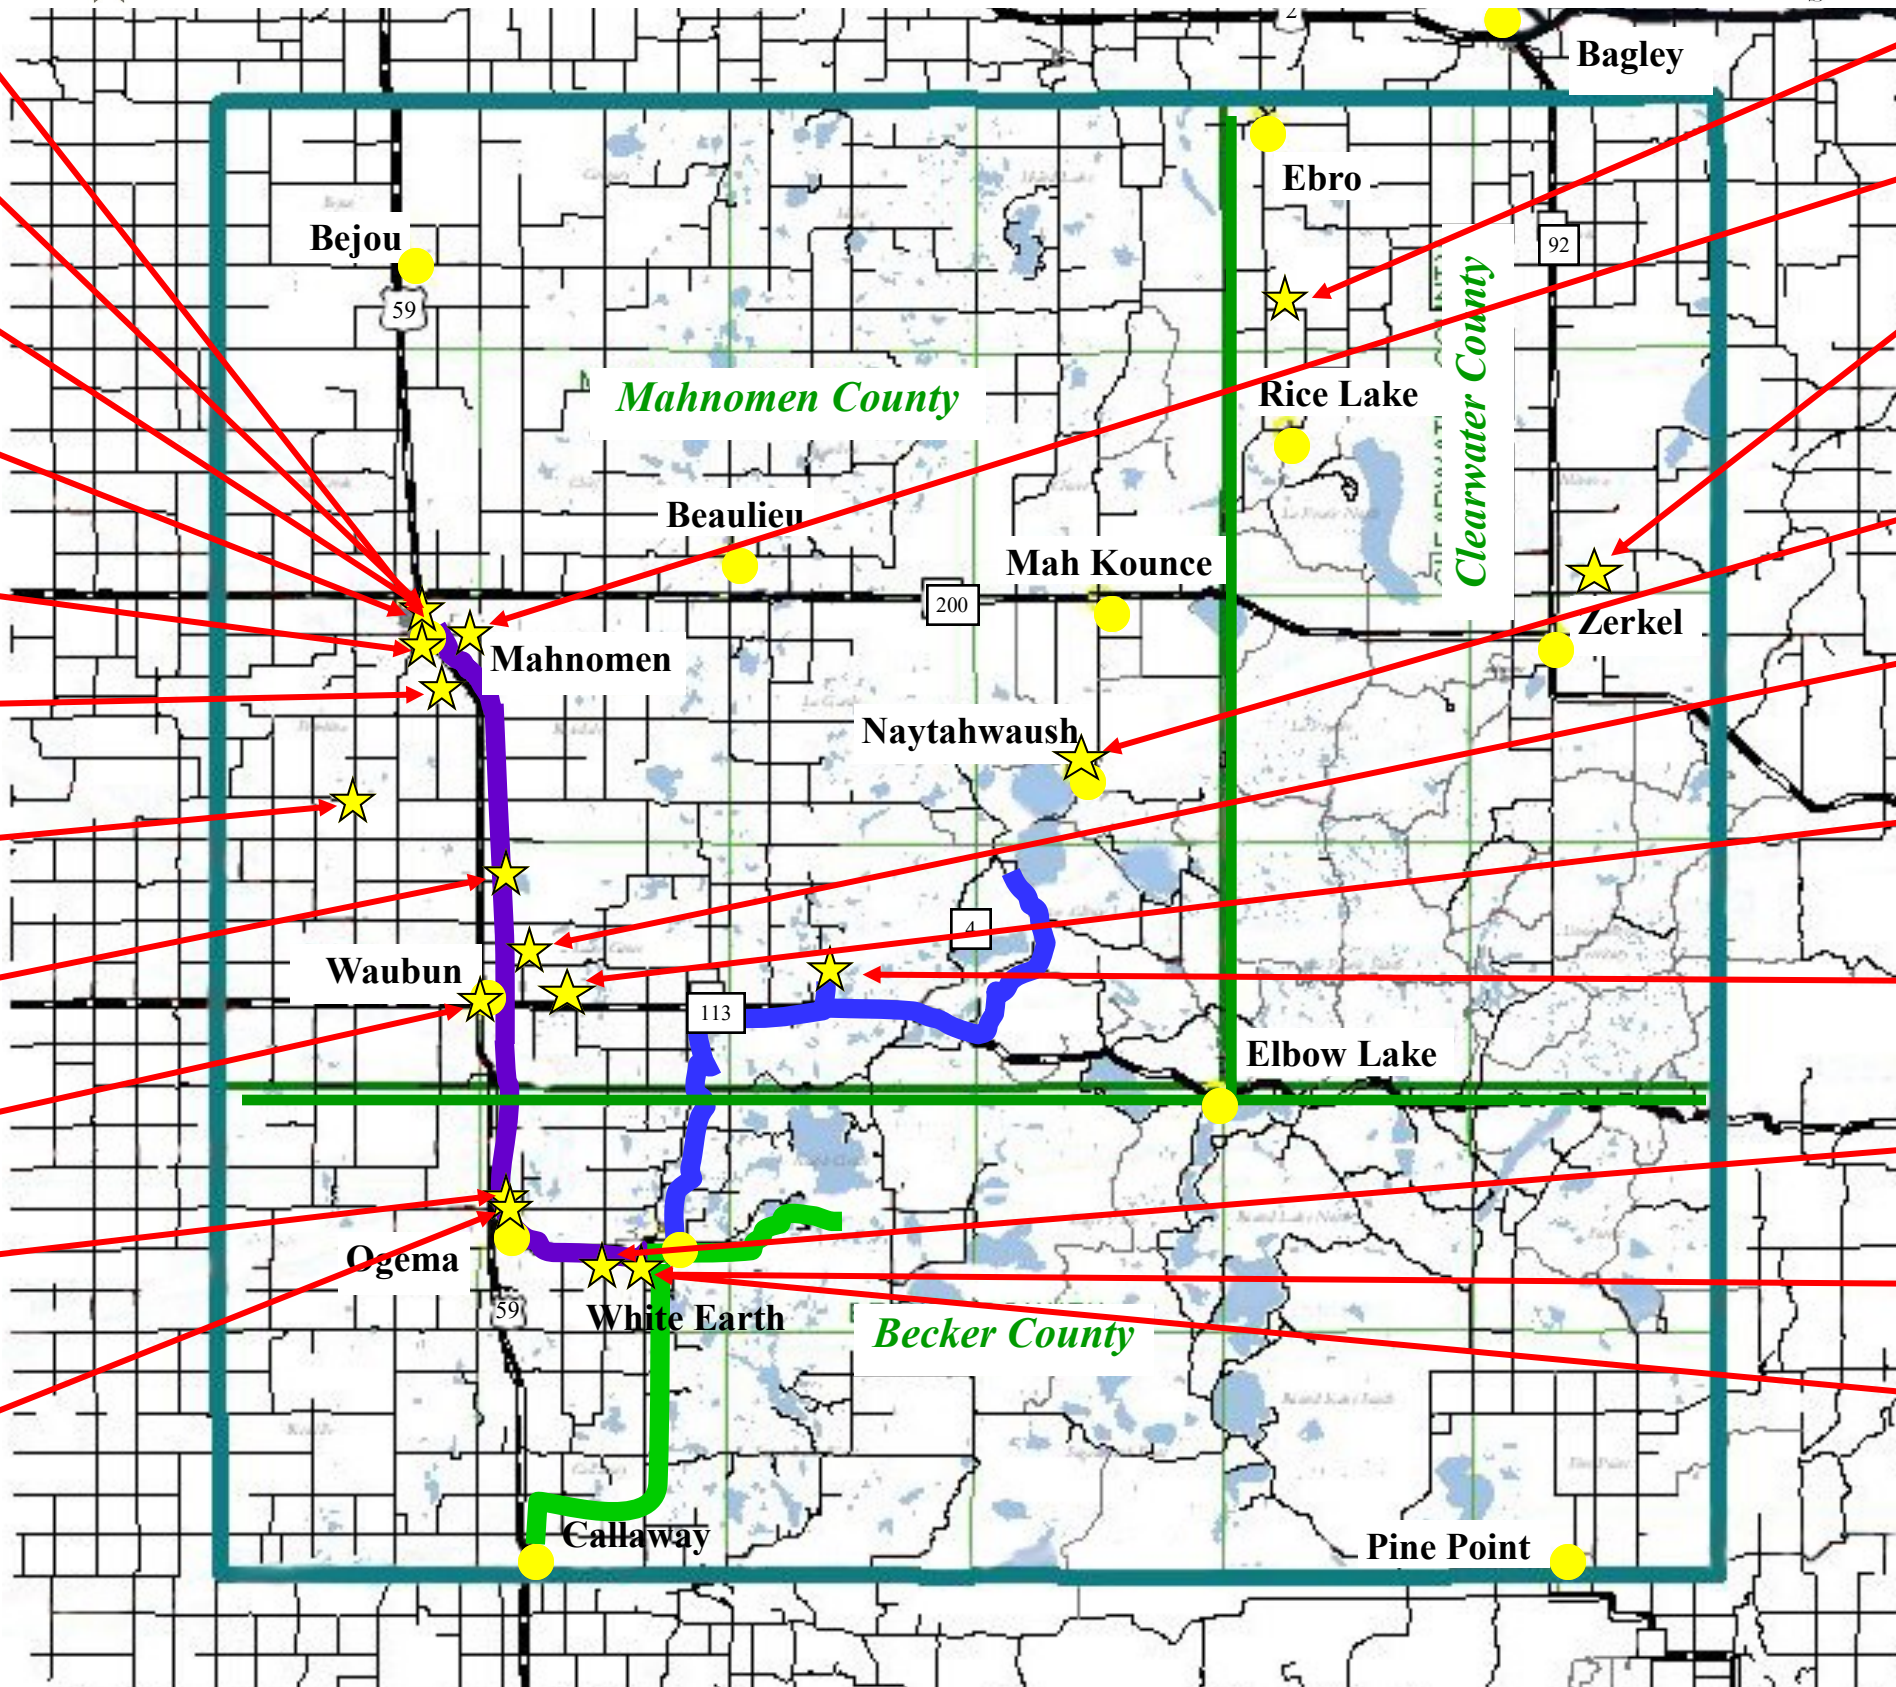 2
Bagley
Ebro
Bejou
92
59
Clearwater County
Mahnomen County
Rice Lake
Beaulieu
Mah Kounce
200
Zerkel
Mahnomen
Naytahwaush
4
Waubun
113
Elbow Lake
Ogema
59
White Earth
Becker County
Callaway
Pine Point